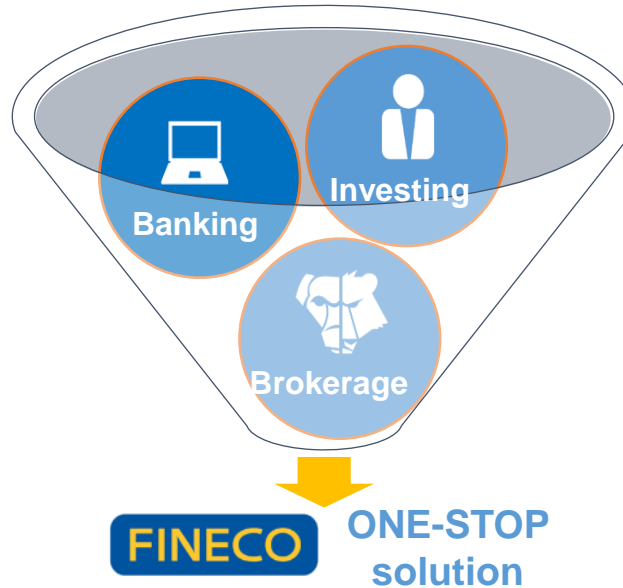 Investing
Banking
Brokerage
FINECO
ONE-STOP
solution